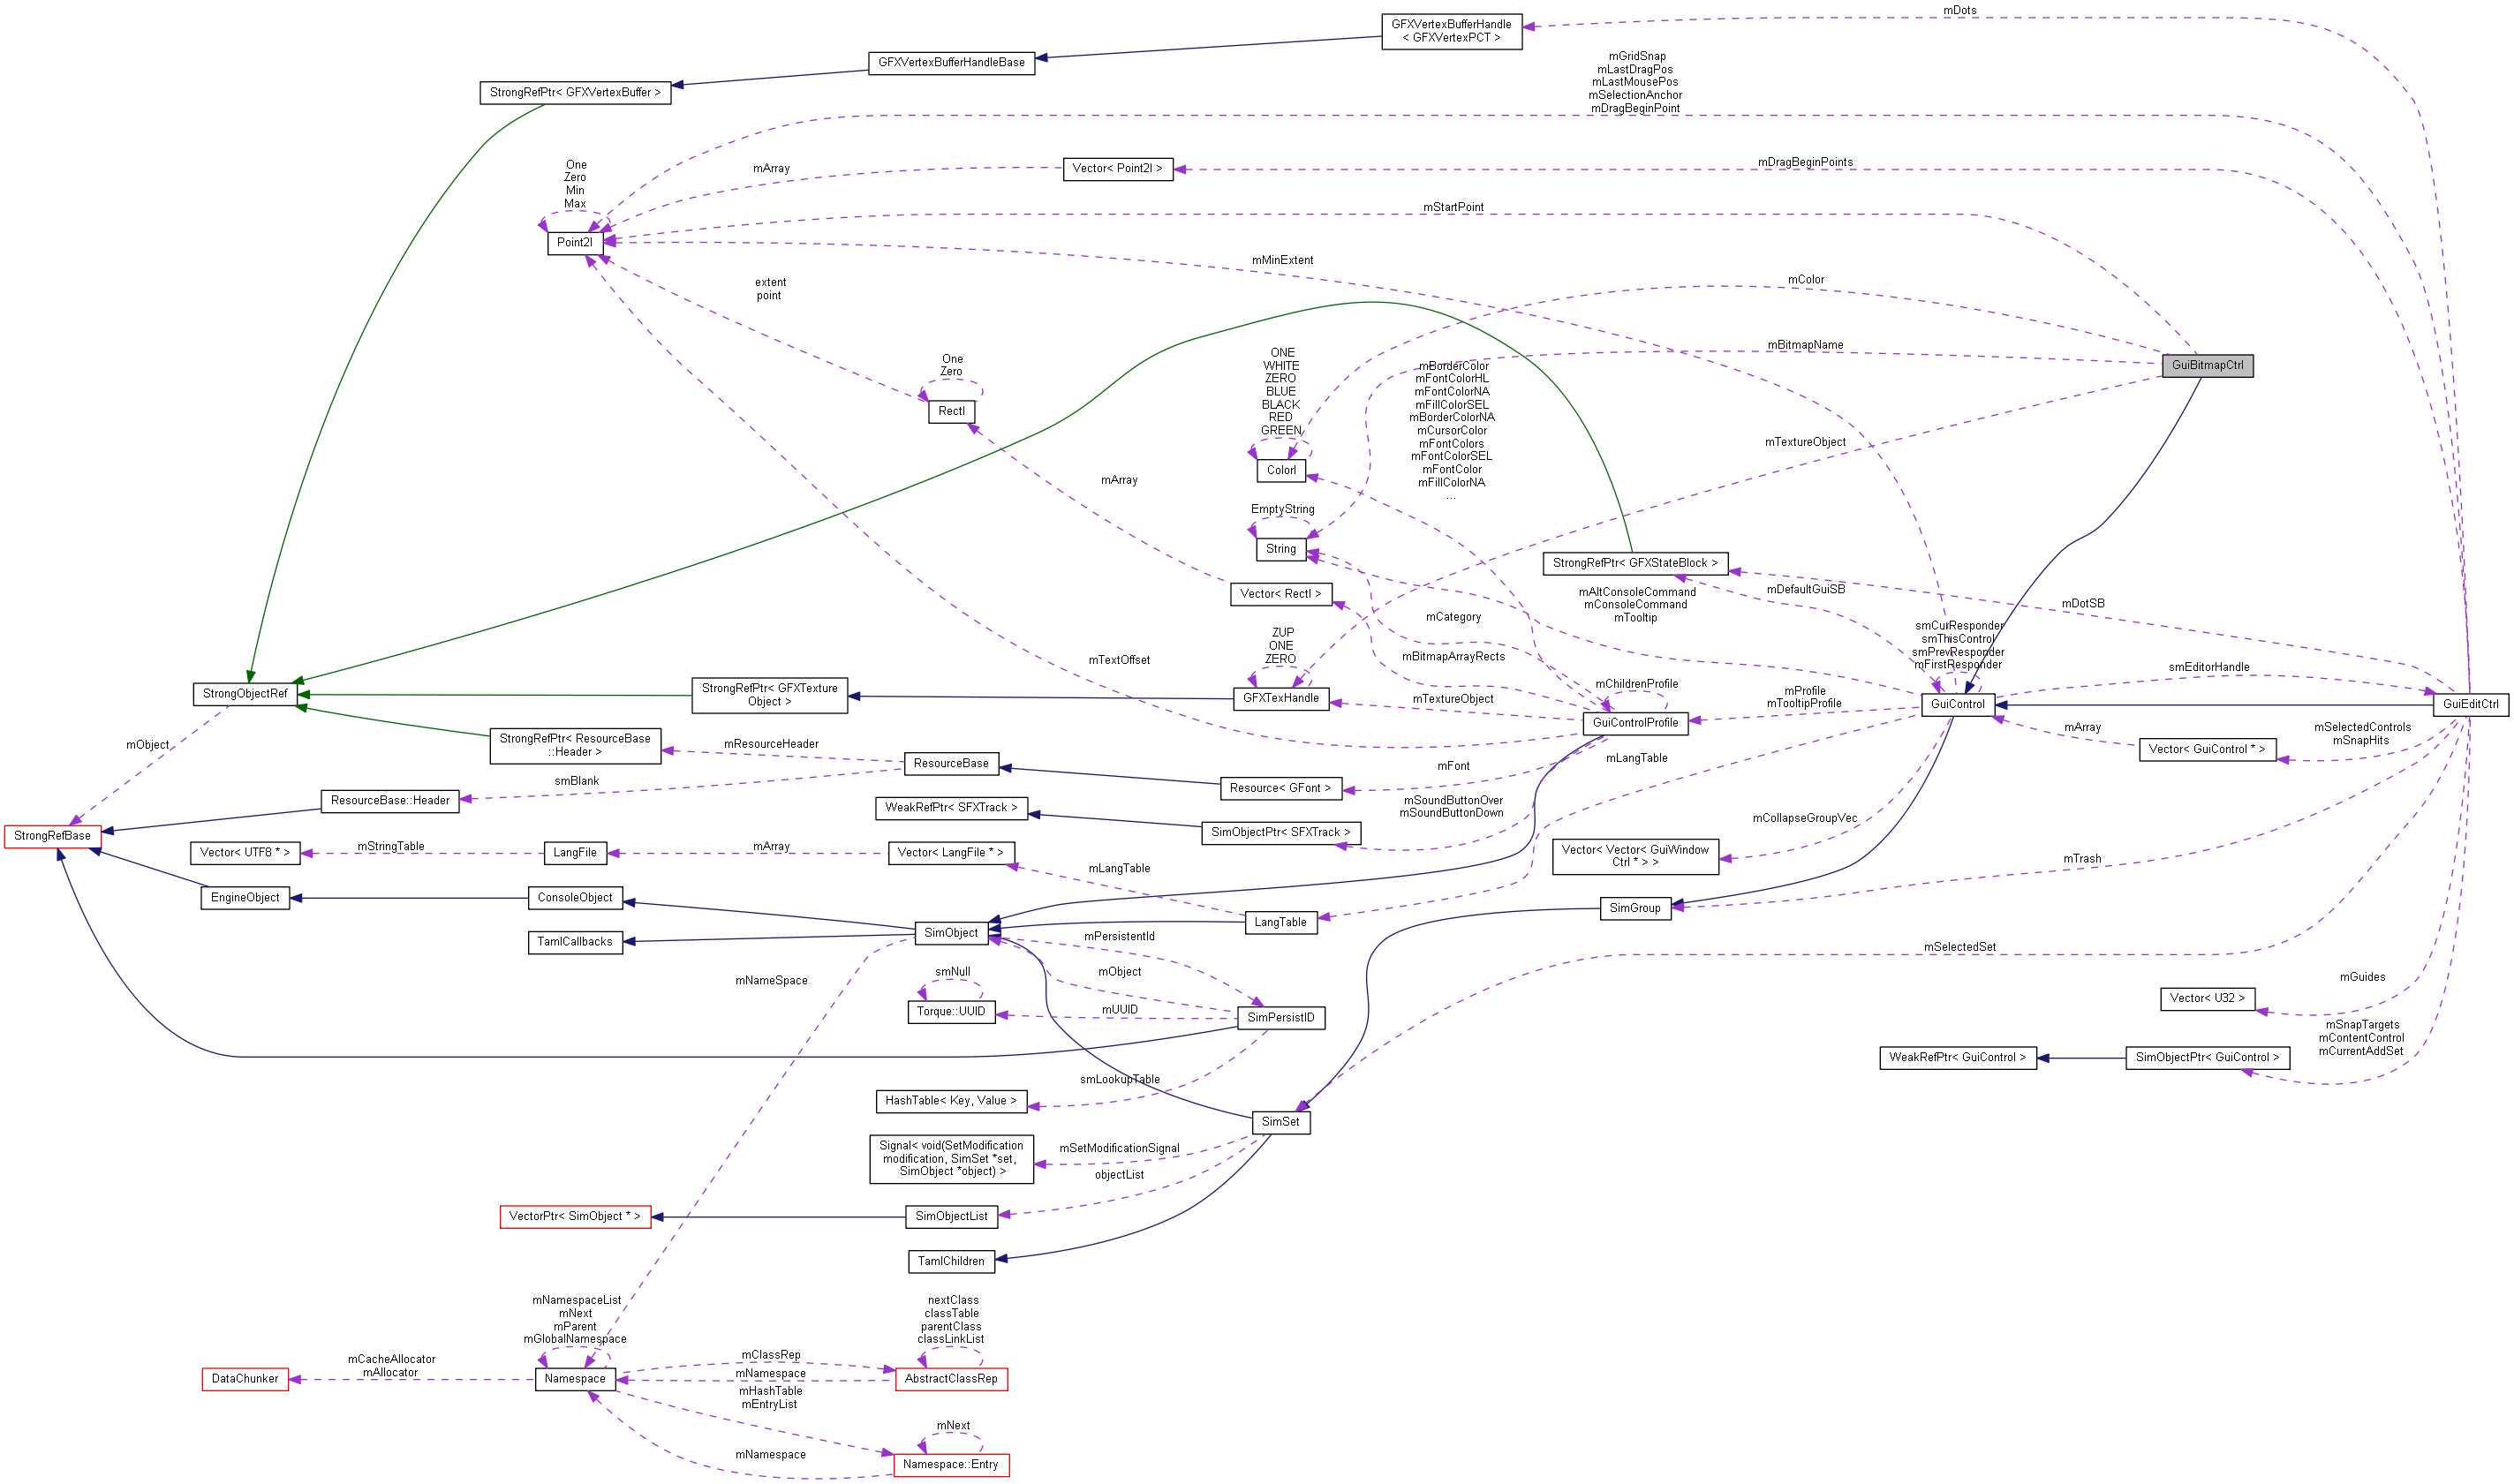 mDots
GFXVertexBufferHandle
< GFXVertexPCT >
GFXVertexBufferHandleBase
StrongRefPtr< GFXVertexBuffer >
mGridSnap
mLastDragPos
mLastMousePos
mSelectionAnchor
mDragBeginPoint
One
Zero
Min
Max
mArray
Vector< Point2I >
mDragBeginPoints
mStartPoint
Point2I
mMinExtent
extent
point
mColor
One
Zero
RectI
ONE
WHITE
ZERO
BLUE
BLACK
RED
GREEN
ColorI
mBitmapName
GuiBitmapCtrl
mBorderColor
mFontColorHL
mFontColorNA
mFillColorSEL
mBorderColorNA
mCursorColor
mFontColors
mFontColorSEL
mFontColor
mFillColorNA
...
mTextureObject
mArray
EmptyString
String
StrongRefPtr< GFXStateBlock >
mDefaultGuiSB
mDotSB
Vector< RectI >
mAltConsoleCommand
mConsoleCommand
mTooltip
mCategory
ZUP
ONE
ZERO
GFXTexHandle
mTextOffset
mBitmapArrayRects
mTextureObject
mChildrenProfile
GuiControlProfile
mProfile
mTooltipProfile
smCurResponder
smThisControl
smPrevResponder
mFirstResponder
GuiControl
smEditorHandle
GuiEditCtrl
StrongObjectRef
StrongRefPtr< GFXTexture
Object >
mArray
Vector< GuiControl * >
mSelectedControls
mSnapHits
mObject
StrongRefPtr< ResourceBase
::Header >
mResourceHeader
ResourceBase
mFont
mLangTable
smBlank
Resource< GFont >
ResourceBase::Header
WeakRefPtr< SFXTrack >
SimObjectPtr< SFXTrack >
mSoundButtonOver
mSoundButtonDown
mCollapseGroupVec
StrongRefBase
Vector< UTF8 * >
mStringTable
LangFile
mArray
Vector< LangFile * >
mLangTable
Vector< Vector< GuiWindow
Ctrl * > >
mTrash
EngineObject
ConsoleObject
SimGroup
LangTable
TamlCallbacks
SimObject
mPersistentId
mSelectedSet
mNameSpace
smNull
mObject
Torque::UUID
mUUID
SimPersistID
mGuides
Vector< U32 >
mSnapTargets
mContentControl
mCurrentAddSet
WeakRefPtr< GuiControl >
SimObjectPtr< GuiControl >
smLookupTable
HashTable< Key, Value >
SimSet
Signal< void(SetModification
modification, SimSet *set,
SimObject *object) >
mSetModificationSignal
objectList
VectorPtr< SimObject * >
SimObjectList
TamlChildren
mNamespaceList
mNext
mParent
mGlobalNamespace
nextClass
classTable
parentClass
classLinkList
mCacheAllocator
mAllocator
mClassRep
DataChunker
Namespace
mNamespace
AbstractClassRep
mHashTable
mEntryList
mNext
mNamespace
Namespace::Entry